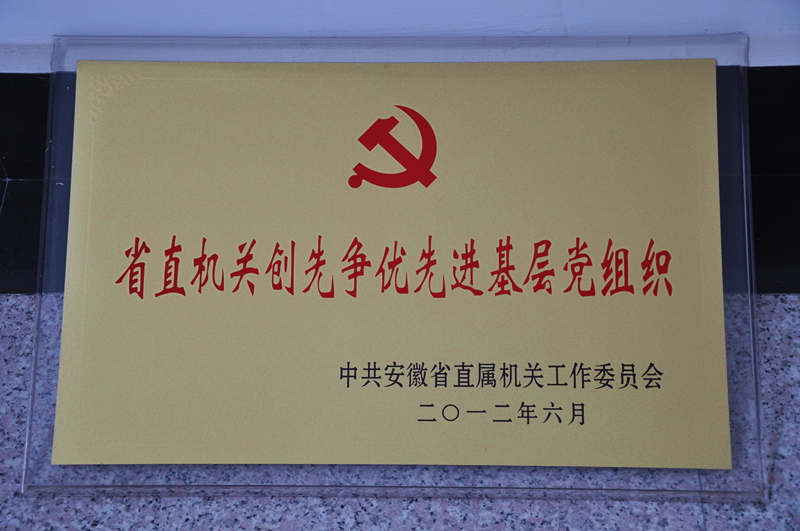 省直机关创先争优先进基层党组织
中共安徽省直属机关工作委员会
二〇一二年六月